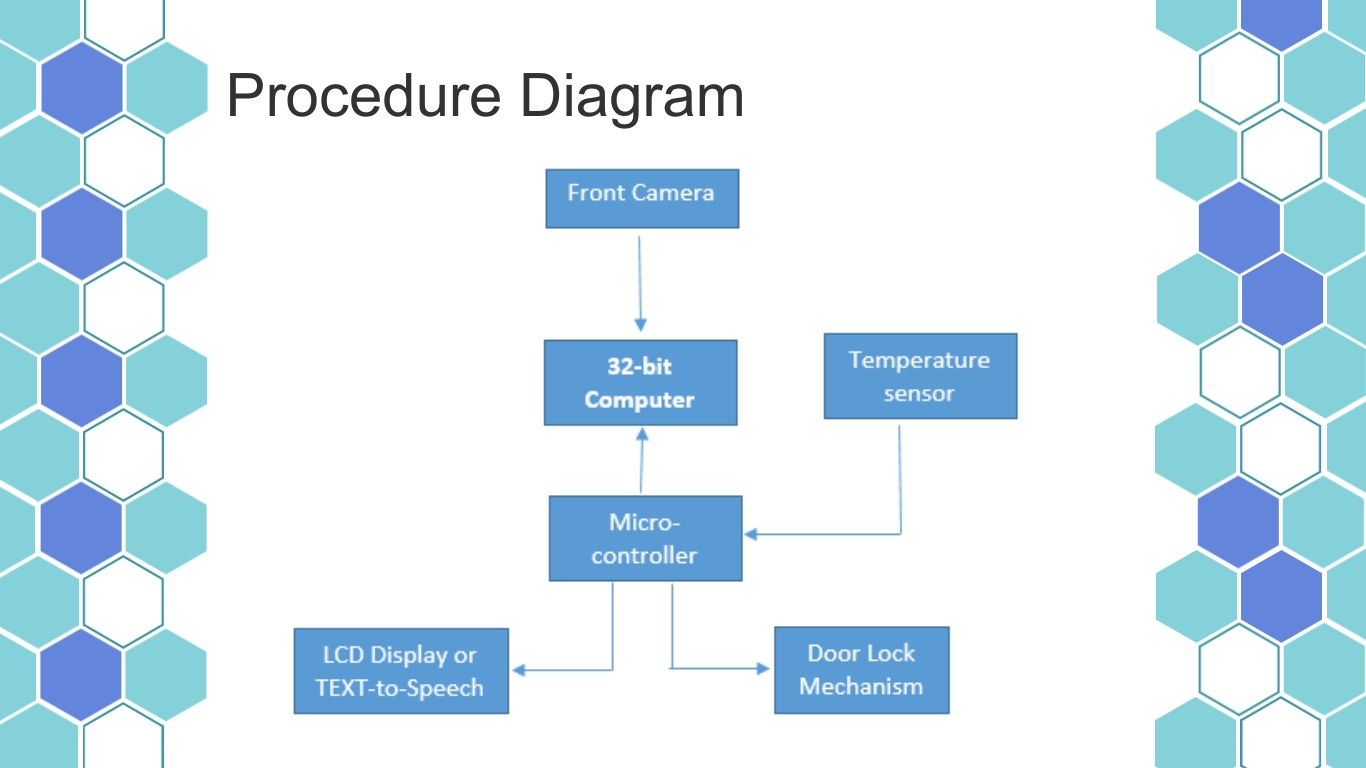 Procedure Diagram
Front Camera
32-bit
Computer
Temperature
sensor
Micro-
controller
LCD Display or
TEXT-to-Speech
Door Lock
Mechanism